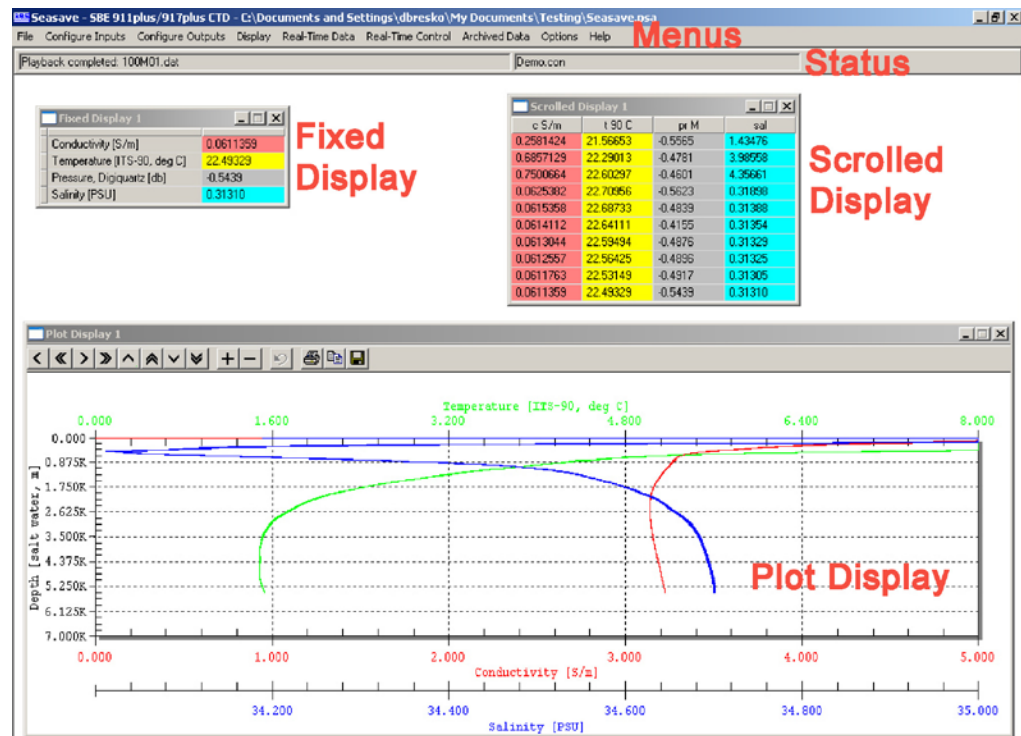 Seasave - SBE 911plus/917plus CTD - C:\Documents and Settings\dbresko\My Documents\Testing\Seasave.psa
File Configure Inputs Configure Outputs Display Real-Time Data Real-Time Control Archived Data Options Help
Menus
Playback completed: 100M01.dat Demo.con
Status
Fixed Display 1
Conductivity [S/m] 0.0611359
Temperature [ITS-90, deg C] 22.49329
Pressure, Digiquartz [db] -0.5439
Salinity [PSU] 0.31310
Fixed
Display
Scrolled Display 1
c S/m t 90 C pr M sal
0.2581424 21.56653 -0.5565 1.43476
0.6857129 22.29013 -0.4781 3.98558
0.7500664 22.60297 -0.4601 4.35661
0.0625382 22.70956 -0.5623 0.31898
0.0615358 22.68733 -0.4839 0.31388
0.0614112 22.64111 -0.4155 0.31354
0.0613044 22.59494 -0.4876 0.31329
0.0612557 22.56425 -0.4896 0.31325
0.0611763 22.53149 -0.4917 0.31305
0.0611359 22.49329 -0.5439 0.31310
Scrolled
Display
Plot Display 1
Temperature [ITS-90, deg C]
0.000 1.600 3.200 4.800 6.400 8.000
Depth [salt water, m]
0.000
0.875K
1.750K
2.625K
3.500K
4.375K
5.250K
6.125K
7.000K
Plot Display
0.000 1.000 2.000 3.000 4.000 5.000
Conductivity [S/m]
34.200 34.400 34.600 34.800 35.000
Salinity [PSU]